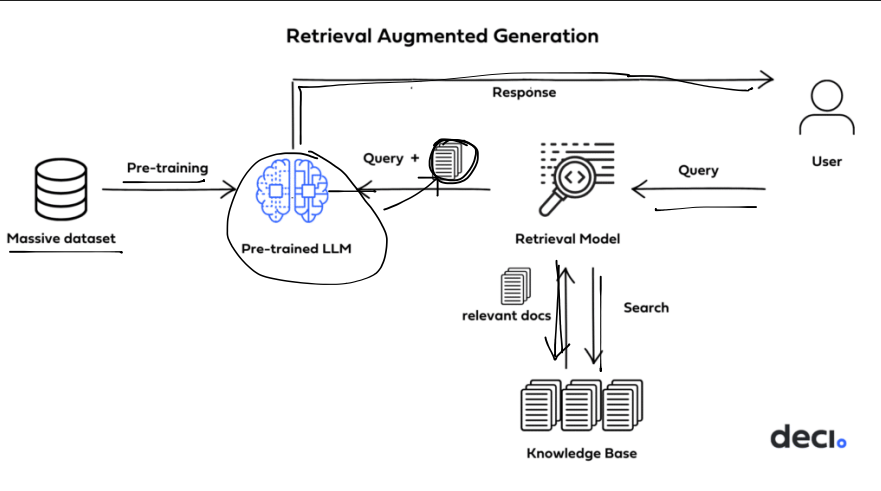 Retrieval Augmented Generation
Response
User
Pre-training
Query +
Query
Massive dataset
Pre-trained LLM
Retrieval Model
relevant docs
Search
Knowledge Base
deci.